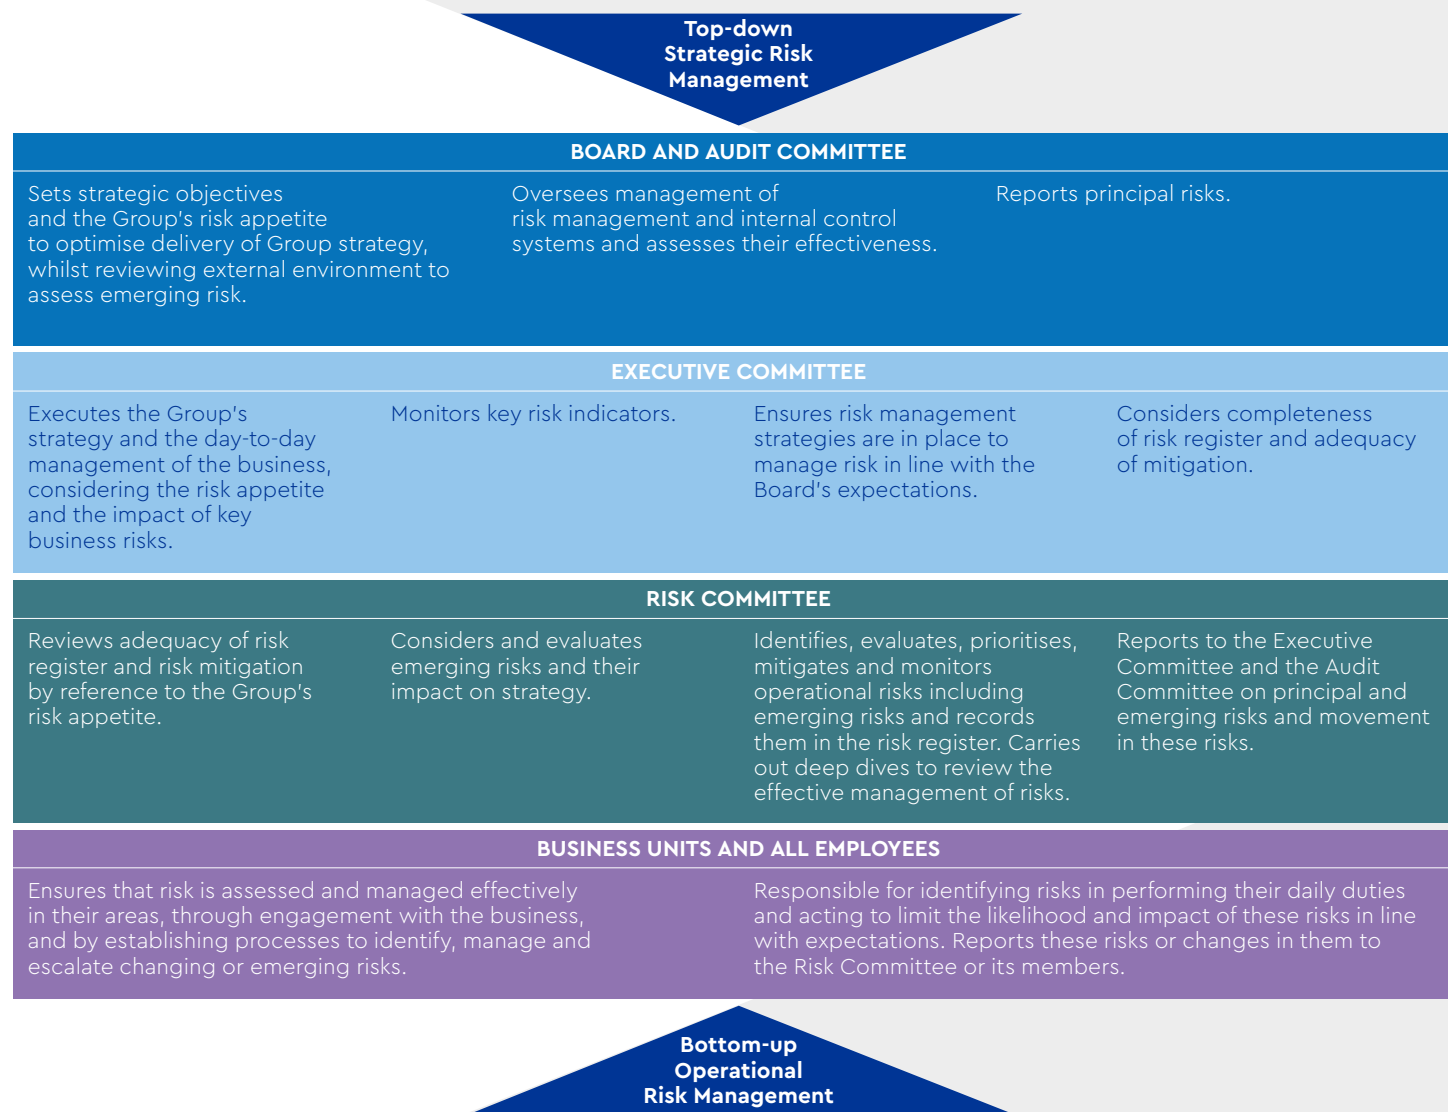 Top-down
Strategic Risk
Management
BOARD AND AUDIT COMMITTEE
Sets strategic objectives
and the Group's risk appetite
to optimise delivery of Group strategy,
whilst reviewing external environment to
assess emerging risk.
Oversees management of
risk management and internal control
systems and assesses their effectiveness.
Reports principal risks.
EXECUTIVE COMMITTEE
Executes the Group's
strategy and the day-to-day
management of the business,
considering the risk appetite
and the impact of key
business risks.
Monitors key risk indicators.
Ensures risk management
strategies are in place to
manage risk in line with the
Board's expectations.
Considers completeness
of risk register and adequacy
of mitigation.
RISK COMMITTEE
Reviews adequacy of risk
register and risk mitigation
by reference to the Group's
risk appetite.
Considers and evaluates
emerging risks and their
impact on strategy.
Identifies, evaluates, prioritises,
mitigates and monitors
operational risks including
emerging risks and records
them in the risk register. Carries
out deep dives to review the
effective management of risks.
Reports to the Executive
Committee and the Audit
Committee on principal and
emerging risks and movement
in these risks.
BUSINESS UNITS AND ALL EMPLOYEES
Ensures that risk is assessed and managed effectively
in their areas, through engagement with the business,
and by establishing processes to identify, manage and
escalate changing or emerging risks.
Responsible for identifying risks in performing their daily duties
and acting to limit the likelihood and impact of these risks in line
with expectations. Reports these risks or changes in them to
the Risk Committee or its members.
Bottom-up
Operational
Risk Management